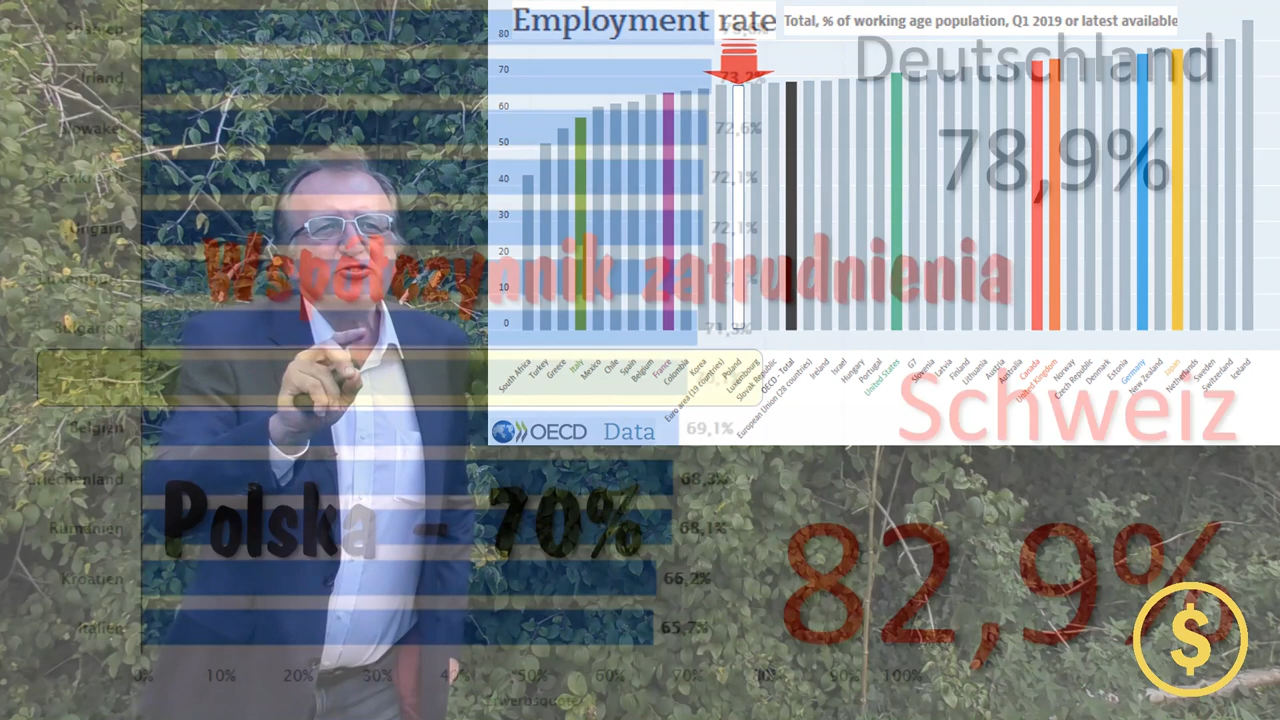 Employment rate
Total, % of working age population, Q1 2019 or latest available
Deutschland
78,9%
Współczynnik zatrudnienia
Schweiz
Polska - 70%
82,9%
80
70
60
50
40
30
20
10
0
South Africa
Turkey
Greece
Italy
Mexico
Chile
Spain
Belgium
France
Colombia
Korea
Euro area (19 countries)
Poland
Luxembourg
Slovak Republic
OECD - Total
European Union (28 countries)
Ireland
Israel
Hungary
Portugal
United States
G7
Slovenia
Latvia
Finland
Lithuania
Austria
Australia
Canada
United Kingdom
Norway
Czech Republic
Denmark
Estonia
Germany
New Zealand
Japan
Netherlands
Sweden
Switzerland
Iceland
OECD Data
Spanien
Irland
73,2%
Slowakei
72,6%
Frankreich
72,1%
Ungarn
72,1%
Luxemburg
Bulgarien
71,3%
Belgien
69,1%
Griechenland
68,3%
Rumänien
68,1%
Kroatien
66,2%
Italien
65,7%
0%
10%
20%
30%
40%
50%
60%
70%
90%
100%
Erwerbsquote
$